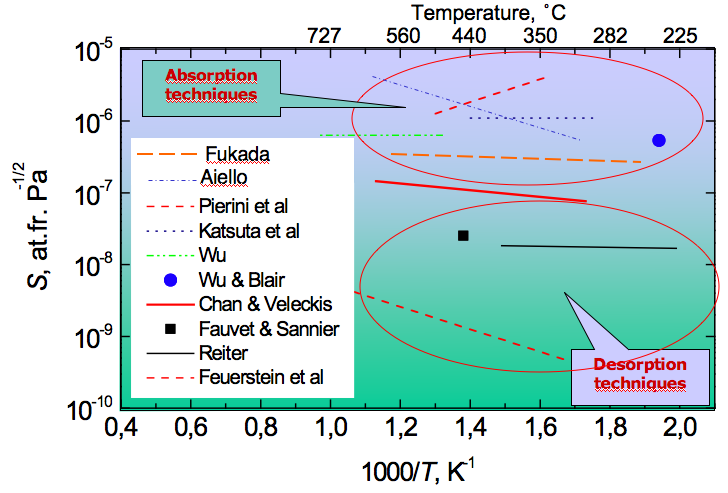 Temperature, ˚C
727 560 440 350 282 225
10-5
10-6
10-7
10-8
10-9
10-10
S, at.fr. Pa-1/2
Absorption
techniques
Fukada
Aiello
Pierini et al
Katsuta et al
Wu
Wu & Blair
Chan & Veleckis
Fauvet & Sannier
Reiter
Feuerstein et al
Desorption
techniques
0,4 0,6 0,8 1,0 1,2 1,4 1,6 1,8 2,0
1000/T, K-1